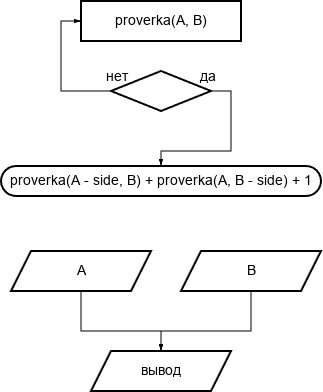 proverka(A, B)
нет
да
proverka(A - side, B) + proverka(A, B - side) + 1
A
B
вывод